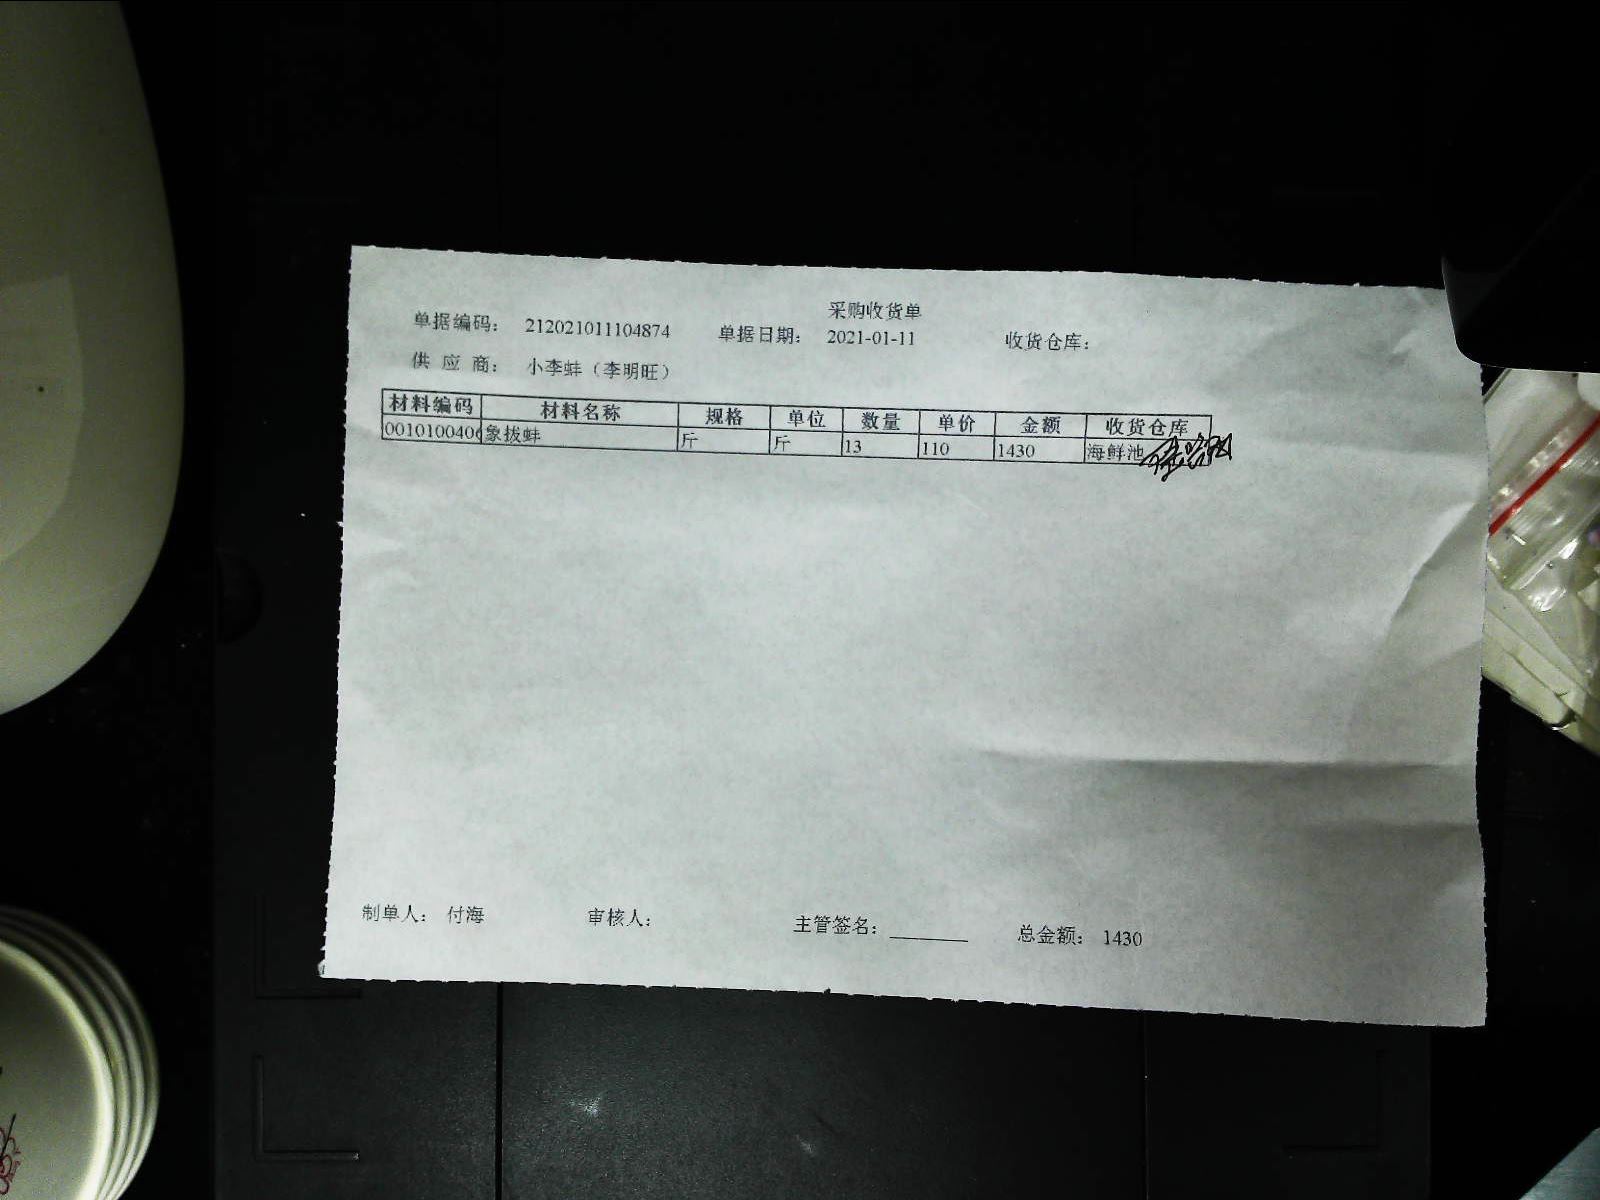 采购收货单
单据编码： 212021011104874 单据日期： 2021-01-11 收货仓库：
供 应 商： 小李蚌（李明旺）
材料编码 材料名称 规格 单位 数量 单价 金额 收货仓库
0010100406 象拔蚌 斤 斤 13 110 1430 海鲜池
制单人： 付海 审核人： 主管签名： 总金额： 1430